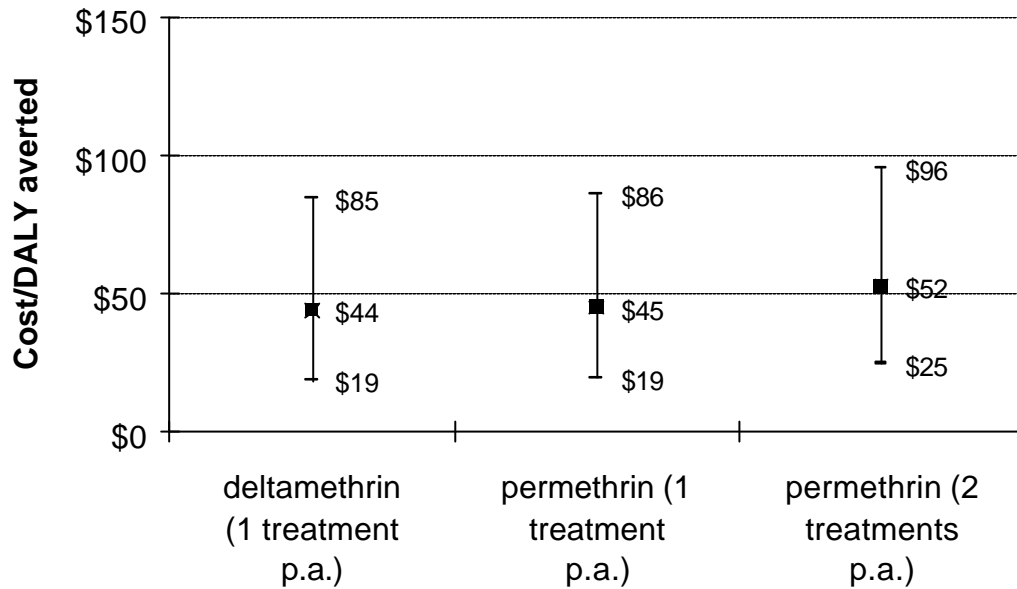 Cost/DALY averted
$150
$100
$50
$0
$85
$44
$19
$86
$45
$19
$96
$52
$25
deltamethrin
(1 treatment
p.a.)
permethrin (1
treatment
p.a.)
permethrin (2
treatments
p.a.)